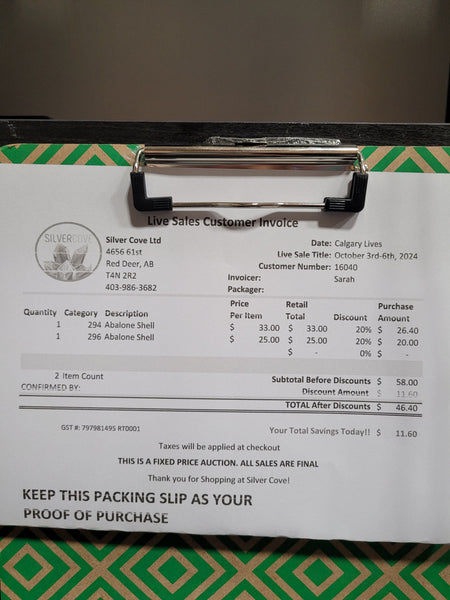 Live Sales Customer Invoice
SILVERCOVE
Silver Cove Ltd
4656 61st
Red Deer, AB
T4N 2R2
403-986-3682
Date: Calgary Lives
Live Sale Title: October 3rd-6th, 2024
Customer Number: 16040
Invoicer: Sarah
Packager:
Quantity Category Description Price Per Item Retail Total Discount Purchase Amount
1 294 Abalone Shell $ 33.00 $ 33.00 20% $ 26.40
1 296 Abalone Shell $ 25.00 $ 25.00 20% $ 20.00
$ - 0% $ -
2 Item Count
Subtotal Before Discounts $ 58.00
CONFIRMED BY:
Discount Amount $ 11.60
TOTAL After Discounts $ 46.40
GST #: 797981495 RT0001
Your Total Savings Today!! $ 11.60
Taxes will be applied at checkout
THIS IS A FIXED PRICE AUCTION. ALL SALES ARE FINAL
Thank you for Shopping at Silver Cove!
KEEP THIS PACKING SLIP AS YOUR
PROOF OF PURCHASE